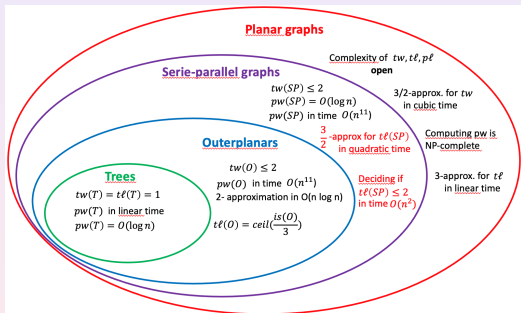 Planar graphs
Complexity of tw, tℓ, pℓ
open
Serie-parallel graphs
tw(SP) ≤ 2
pw(SP) = O(log n)
pw(SP) in time O(n¹¹)
3/2-approx. for tw
in cubic time
Outerplanars
3/2 -approx for tℓ(SP)
in quadratic time
Computing pw is
NP-complete
tw(O) ≤ 2
pw(O) in time O(n¹¹)
2- approximation in O(n log n)
tℓ(O) = ceil(is(O)/3)
Trees
tw(T) = tℓ(T) = 1
pw(T) in linear time
pw(T) = O(log n)
Deciding if
tℓ(SP) ≤ 2
in time O(n²)
3-approx. for tℓ
in linear time